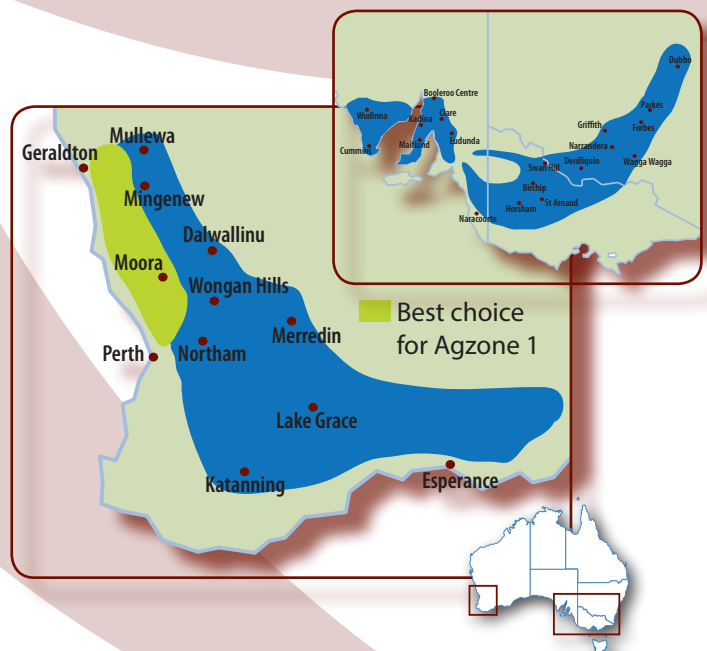 Dubbo
Booleroo Centre
Wudinna
Kadina
Clare
Parkes
Griffith
Forbes
Cummins
Maitland
Eudunda
Narrandera
Swan Hill
Deniliquin
Wagga Wagga
Birchip
Naracoorte
Horsham
St Arnaud
Mullewa
Geraldton
Mingenew
Dalwallinu
Moora
Wongan Hills
Merredin
Perth
Northam
Lake Grace
Katanning
Esperance
Best choice
for Agzone 1